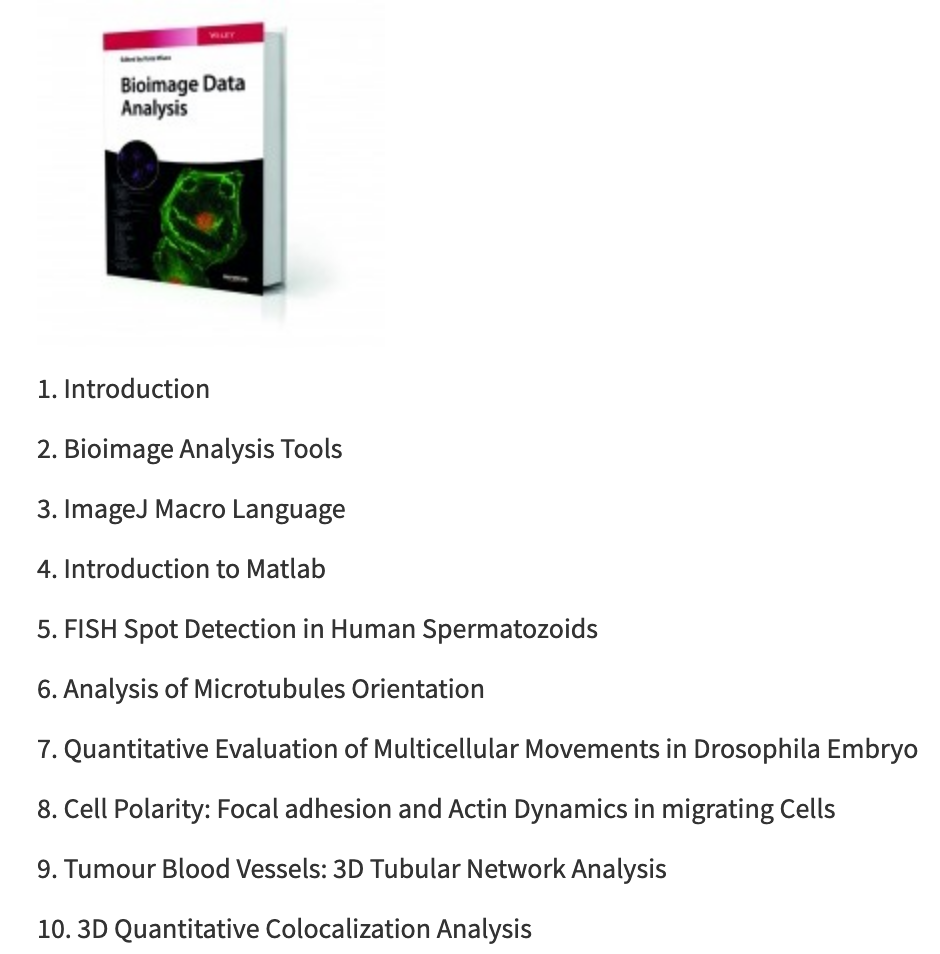 WILEY
Edited by Kota Miura
Bioimage Data
Analysis
1. Introduction
2. Bioimage Analysis Tools
3. ImageJ Macro Language
4. Introduction to Matlab
5. FISH Spot Detection in Human Spermatozoids
6. Analysis of Microtubules Orientation
7. Quantitative Evaluation of Multicellular Movements in Drosophila Embryo
8. Cell Polarity: Focal adhesion and Actin Dynamics in migrating Cells
9. Tumour Blood Vessels: 3D Tubular Network Analysis
10. 3D Quantitative Colocalization Analysis